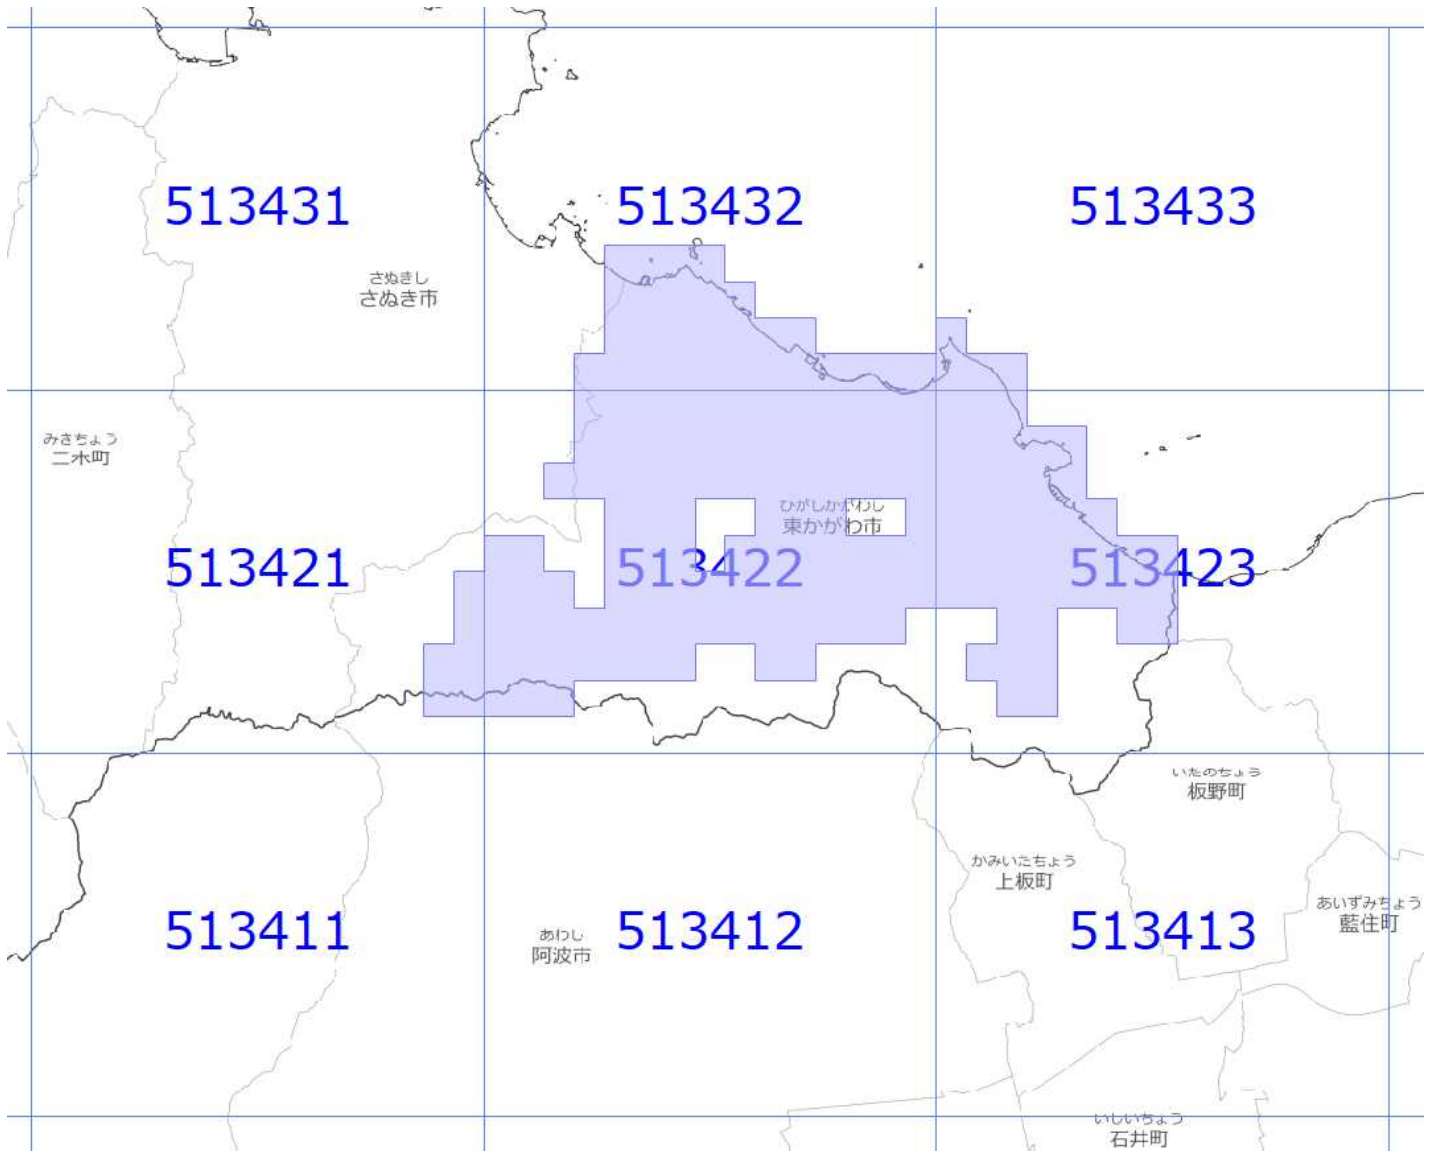 513431
513432
513433
さぬきし
さぬき市
みきちょう
三木町
ひがしかがわし
東かがわ市
513421
513422
513423
いたのちょう
板野町
かみいたちょう
上板町
あいずみちょう
藍住町
513411
513412
513413
あわし
阿波市
いしいちょう
石井町